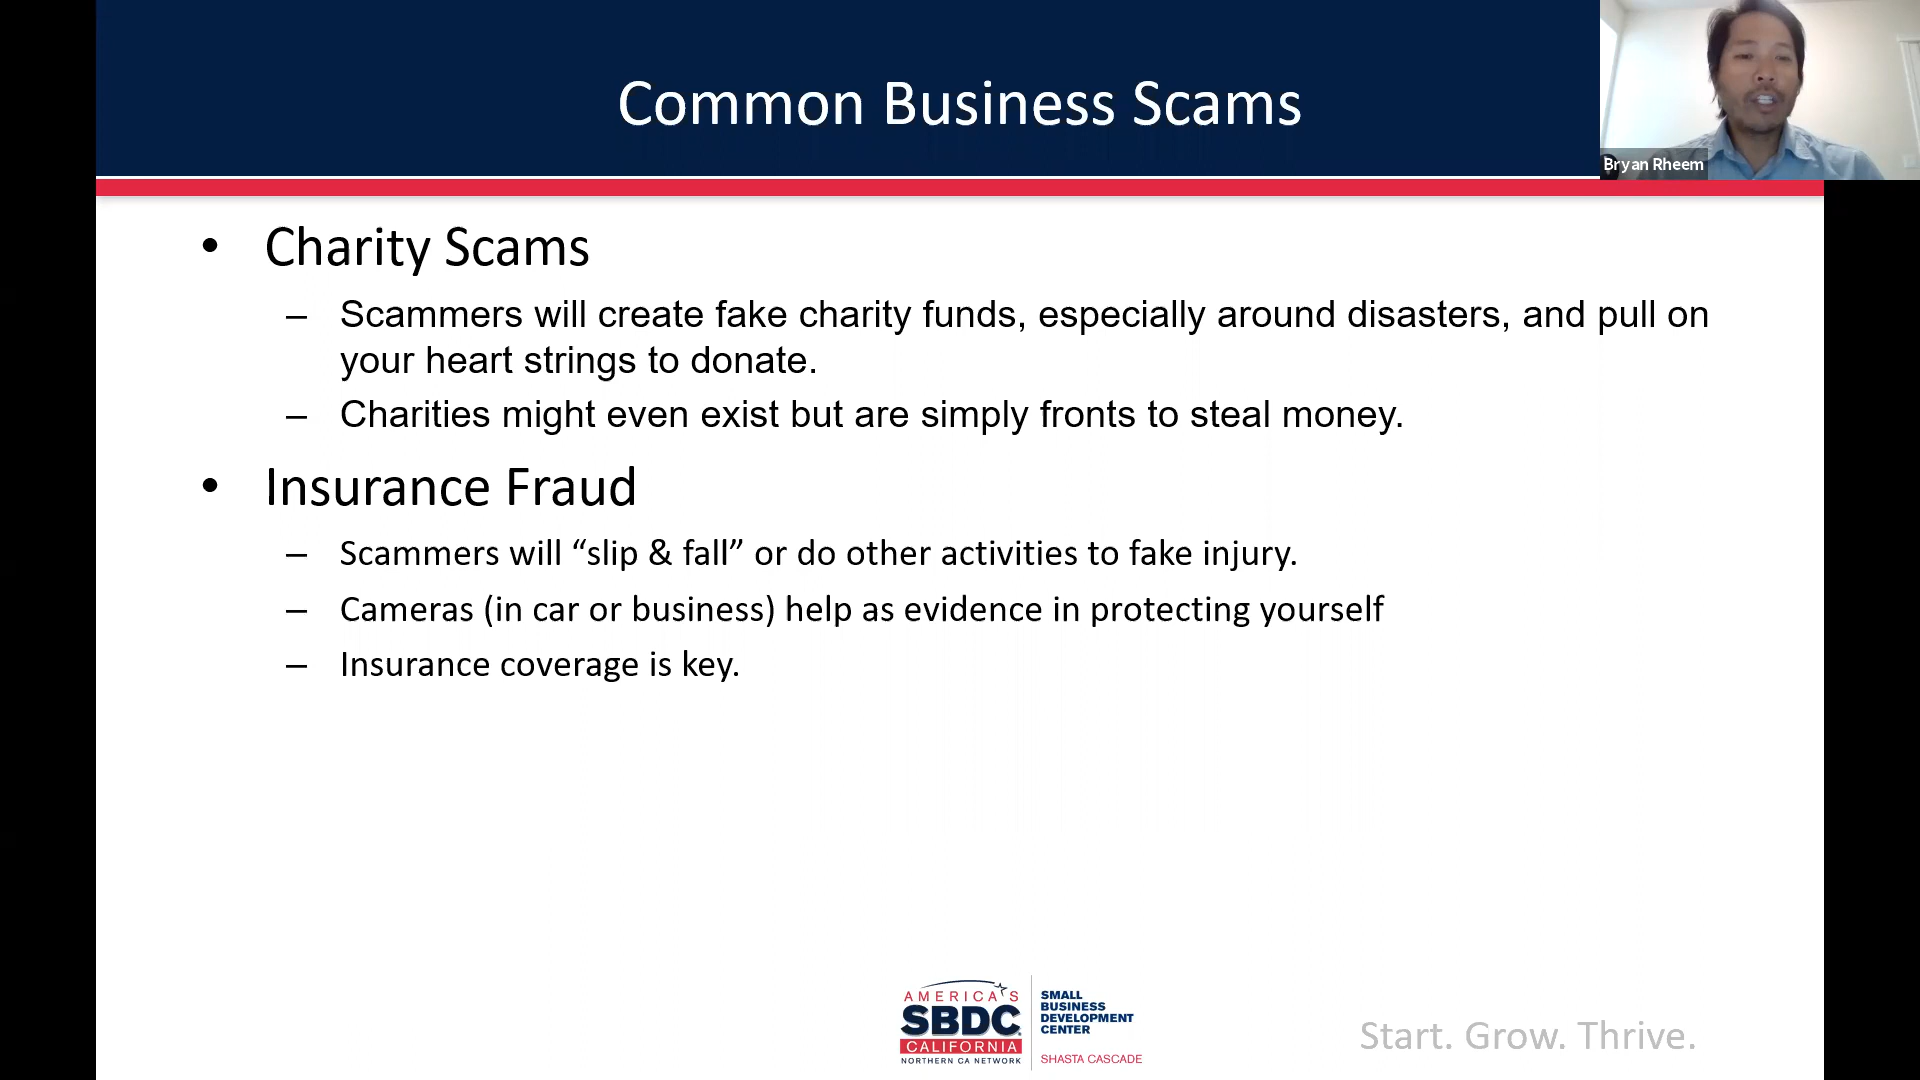 Common Business Scams
Bryan Rheem
• Charity Scams
– Scammers will create fake charity funds, especially around disasters, and pull on
your heart strings to donate.
– Charities might even exist but are simply fronts to steal money.
• Insurance Fraud
– Scammers will “slip & fall” or do other activities to fake injury.
– Cameras (in car or business) help as evidence in protecting yourself
– Insurance coverage is key.
AMERICA'S
SBDC
CALIFORNIA
NORTHERN CA NETWORK
SMALL
BUSINESS
DEVELOPMENT
CENTER
SHASTA CASCADE
Start. Grow. Thrive.